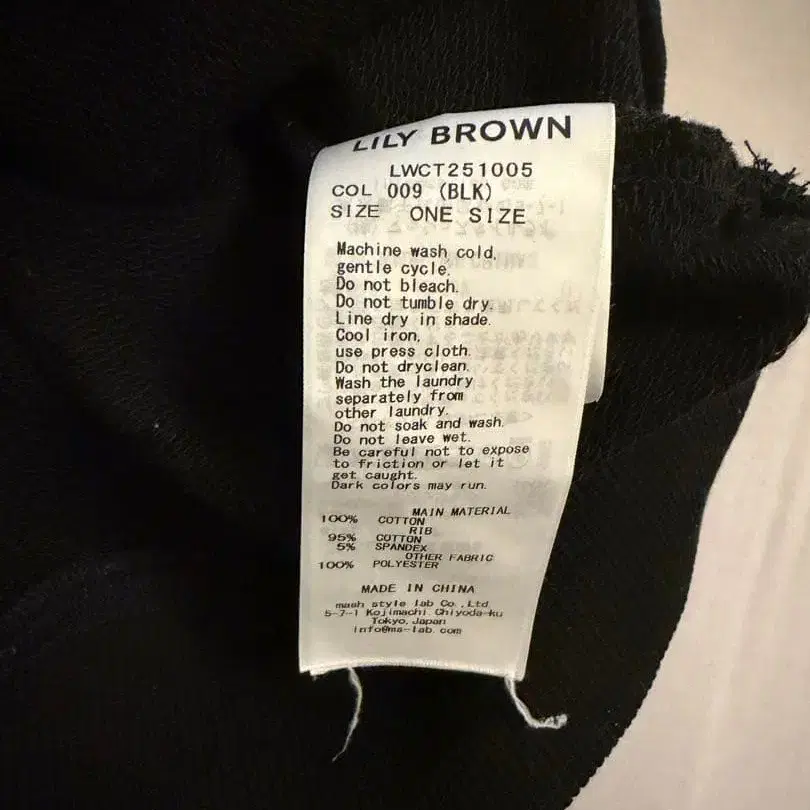 LILY BROWN
LWCT251005
COL 009 (BLK)
SIZE ONE SIZE
Machine wash cold,
gentle cycle.
Do not bleach.
Do not tumble dry.
Line dry in shade.
Cool iron,
use press cloth.
Do not dryclean.
Wash the laundry
separately from
other laundry.
Do not soak and wash.
Do not leave wet.
Be careful not to expose
to friction or let it
get caught.
Dark colors may run.
MAIN MATERIAL
100% COTTON
RIB
95% COTTON
5% SPANDEX
OTHER FABRIC
100% POLYESTER
MADE IN CHINA
mash style lab Co.,Ltd.
5-7-1 Kojimachi Chiyoda-ku
Tokyo,Japan
info@ms-lab.com